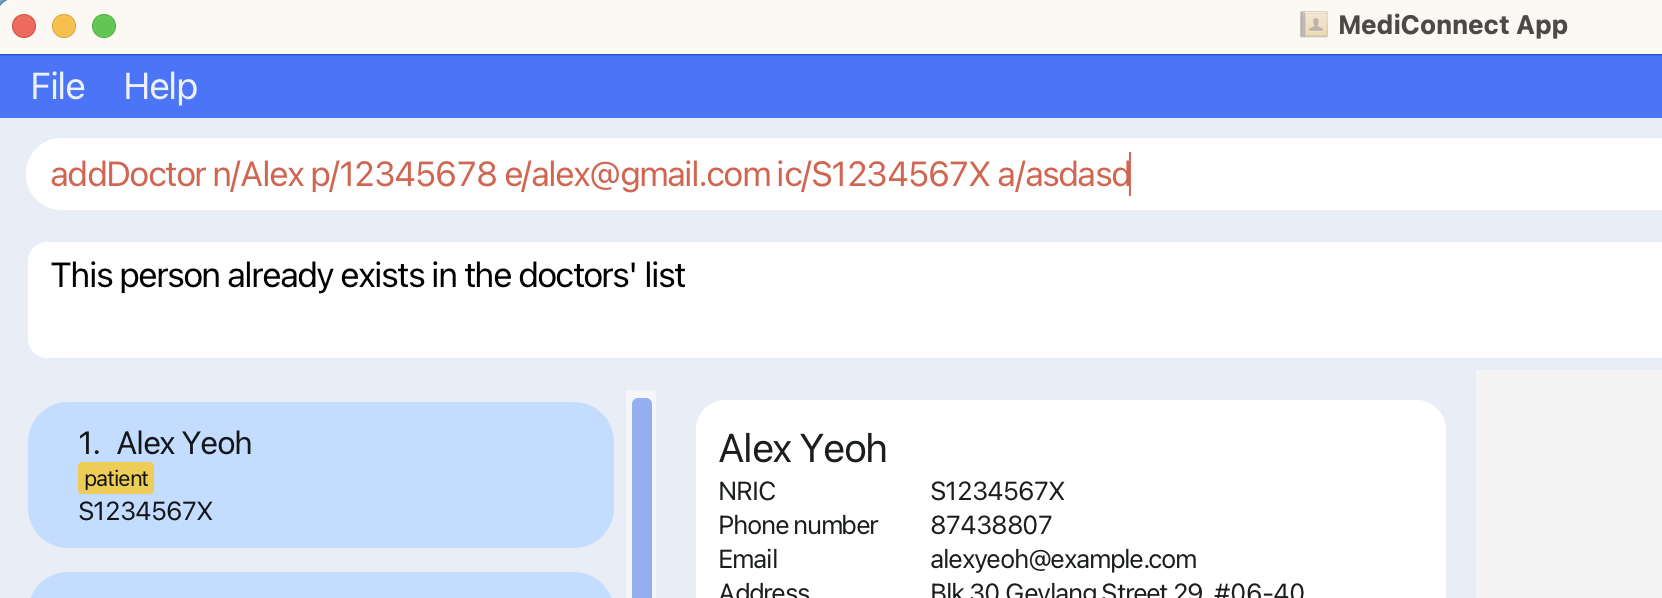 MediConnect App
File Help
addDoctor n/Alex p/12345678 e/alex@gmail.com ic/S1234567X a/asdasd
This person already exists in the doctors' list
1. Alex Yeoh
patient
S1234567X
Alex Yeoh
NRIC S1234567X
Phone number 87438807
Email alexyeoh@example.com
Address Blk 30 Geylang Street 29, #06-40